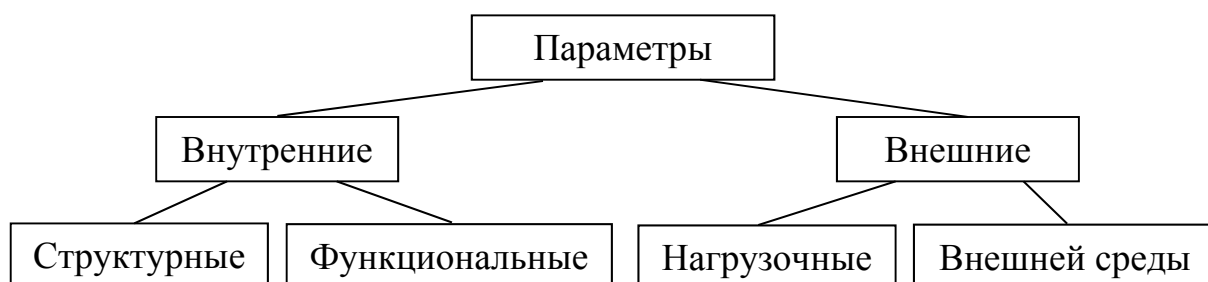 Параметры
Внутренние
Внешние
Структурные
Функциональные
Нагрузочные
Внешней среды